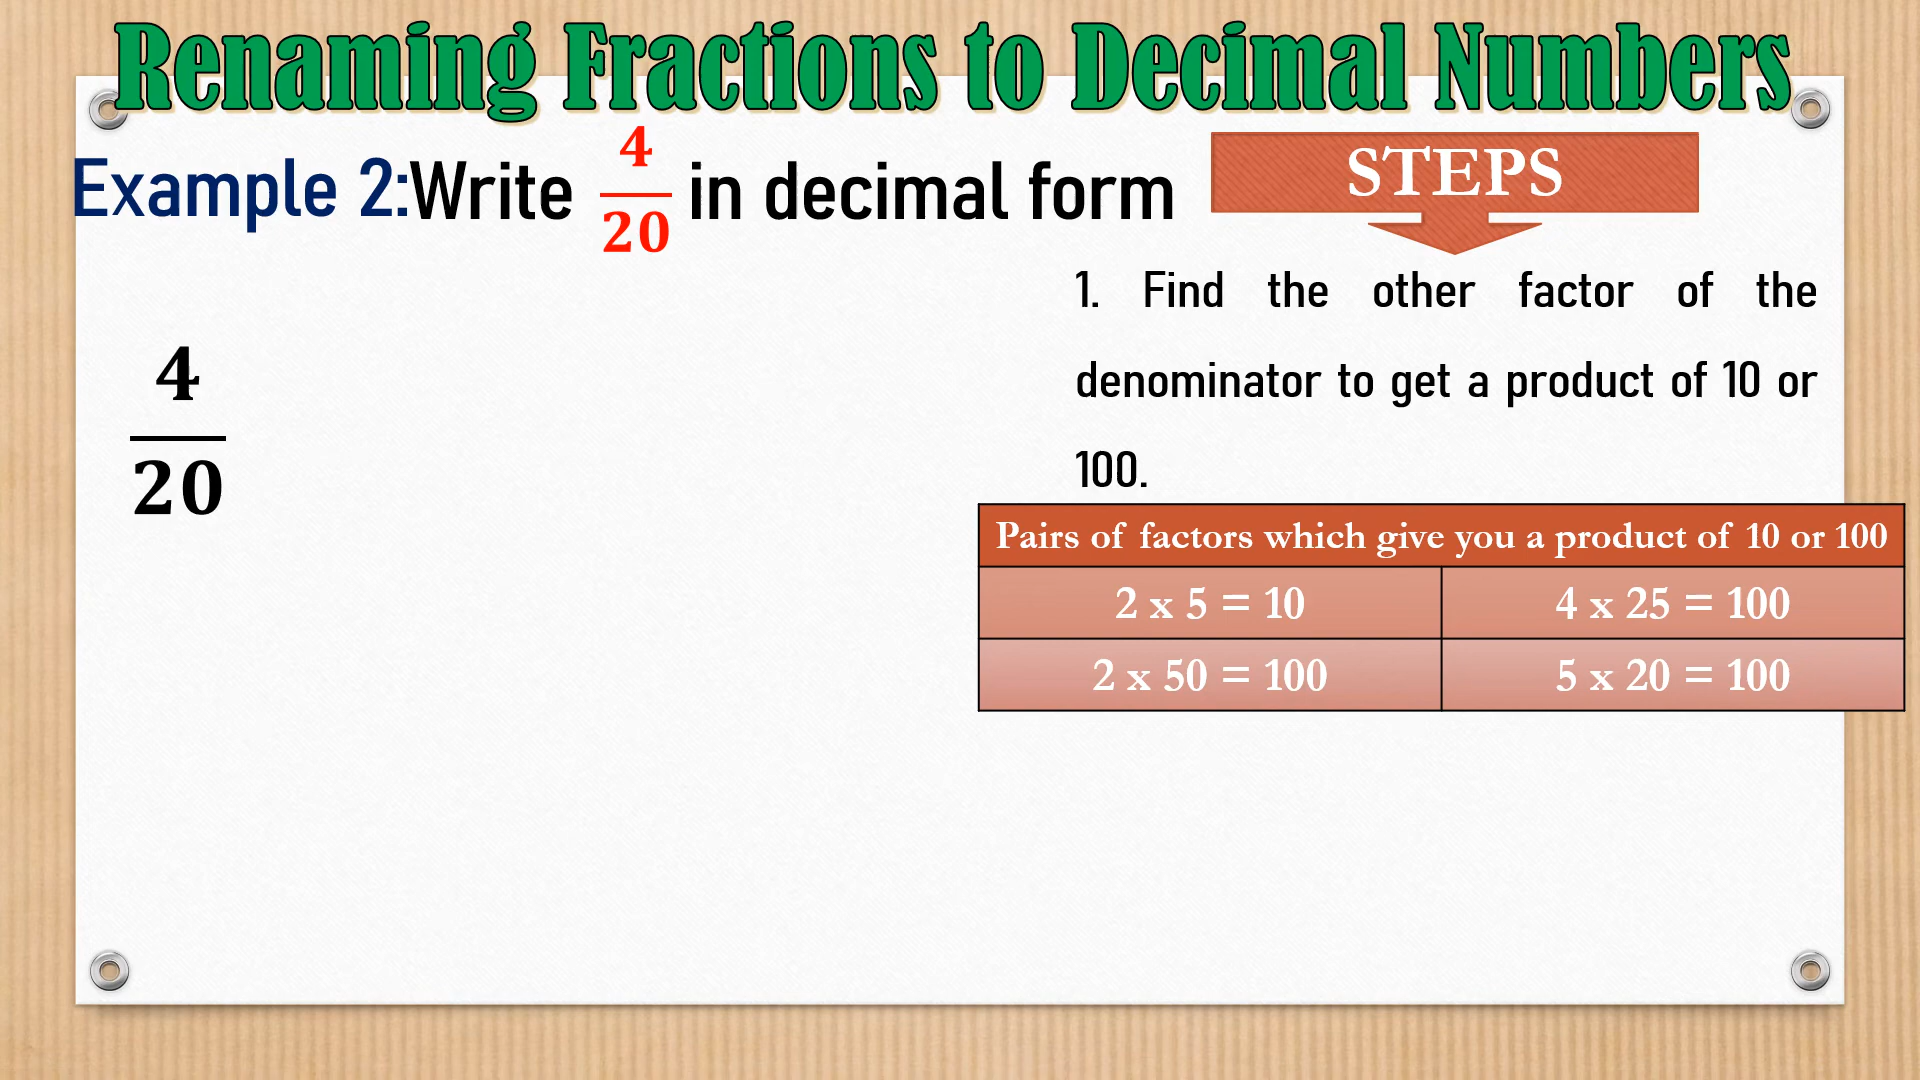 Renaming Fractions to Decimal Numbers
Example 2:Write 4/20 in decimal form
STEPS
1. Find the other factor of the
denominator to get a product of 10 or
100.
4
20
Pairs of factors which give you a product of 10 or 100
2 x 5 = 10 4 x 25 = 100
2 x 50 = 100 5 x 20 = 100